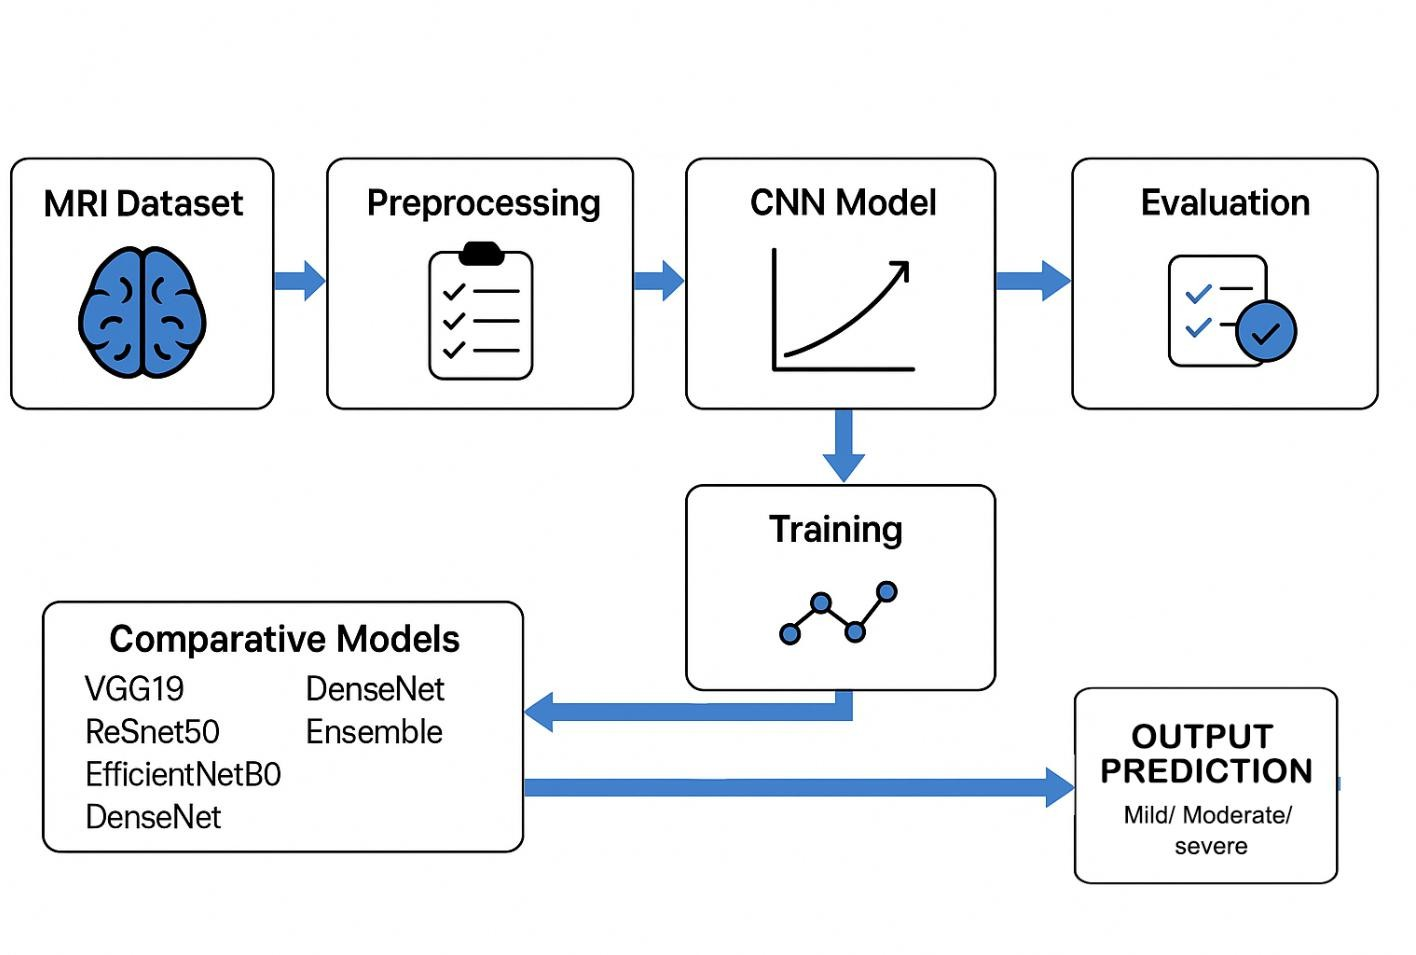 MRI Dataset
Preprocessing
CNN Model
Evaluation
Training
Comparative Models
VGG19
ReSnet50
EfficientNetB0
DenseNet
DenseNet
Ensemble
OUTPUT
PREDICTION
Mild/ Moderate/
severe